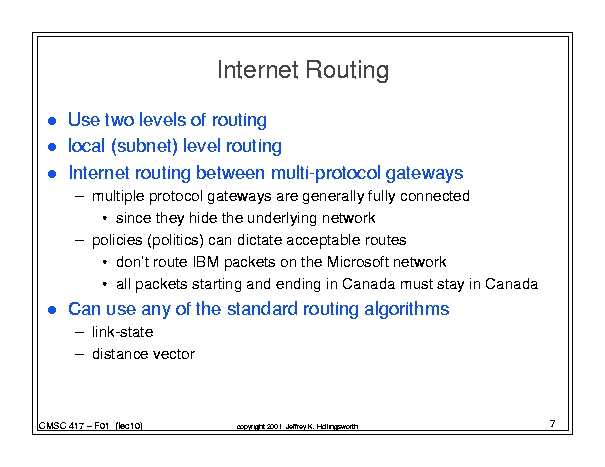 Internet Routing
● Use two levels of routing
● local (subnet) level routing
● Internet routing between multi-protocol gateways
– multiple protocol gateways are generally fully connected
• since they hide the underlying network
– policies (politics) can dictate acceptable routes
• don't route IBM packets on the Microsoft network
• all packets starting and ending in Canada must stay in Canada
● Can use any of the standard routing algorithms
– link-state
– distance vector
CMSC 417 – F01 (lec10)
copyright 2001 Jeffrey K. Hollingsworth
7